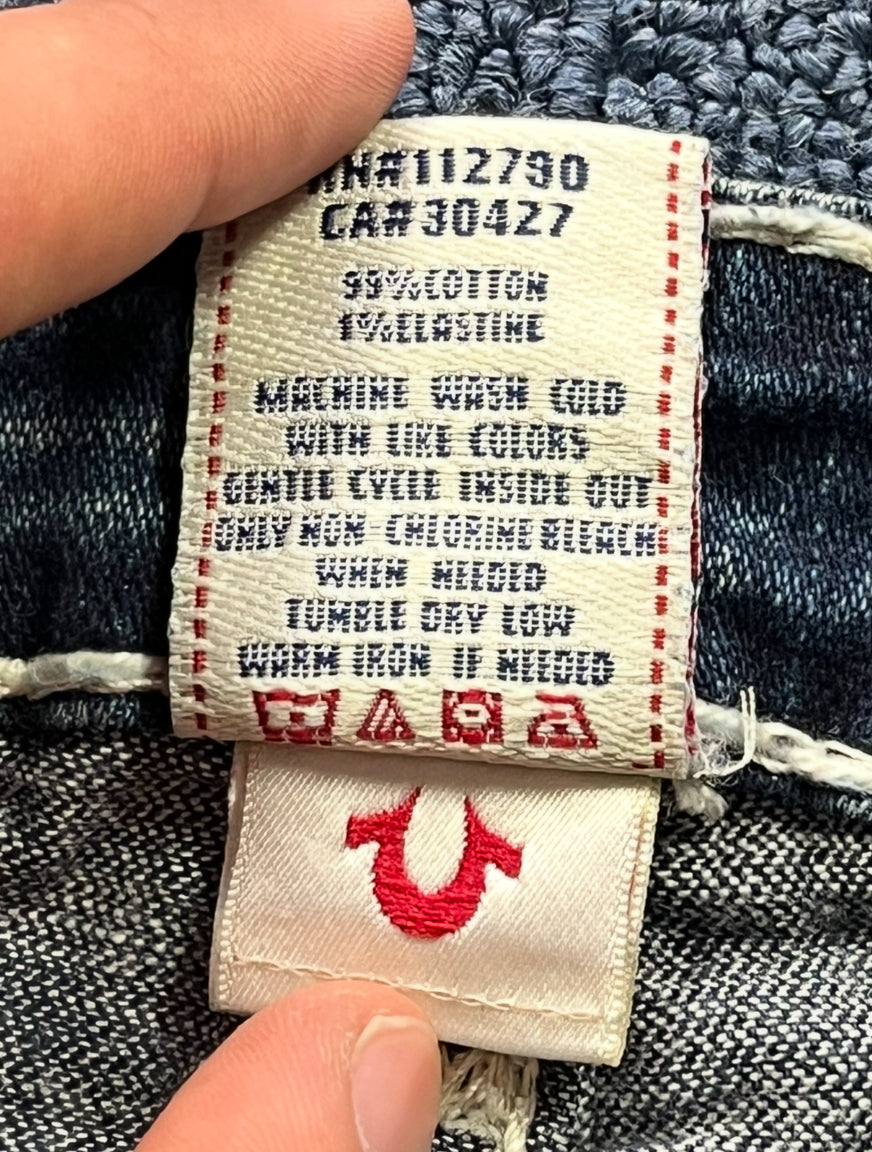 RN#112790
CA#30427
99%COTTON
1%ELASTINE
MACHINE WASH COLD
WITH LIKE COLORS
GENTLE CYCLE INSIDE OUT
ONLY NON-CHLORINE BLEACH
WHEN NEEDED
TUMBLE DRY LOW
WARM IRON IF NEEDED